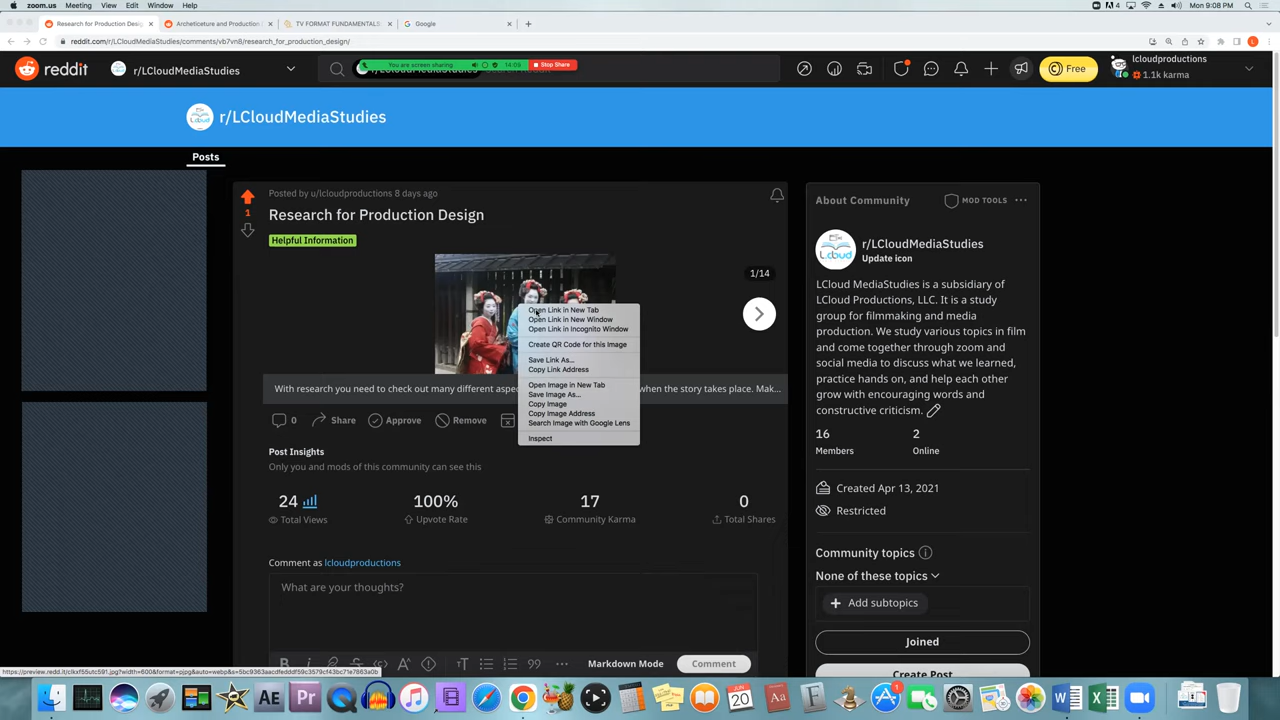 zoom.us Meeting View Edit Window Help
4 Mon 9:08 PM
Research for Production Design × Archeticeture and Production D × TV FORMAT FUNDAMENTALS × Google × +
reddit.com/r/LCloudMediaStudies/comments/vb7vn8/research_for_production_design/
reddit r/LCloudMediaStudies
You are screen sharing 14:09 Stop Share
Free lcloudproductions
1.1k karma
r/LCloudMediaStudies
Posts
Posted by u/lcloudproductions 8 days ago
1
Research for Production Design
Helpful Information
1/14
Open Link in New Tab
Open Link in New Window
Open Link in Incognito Window
Create QR Code for this Image
Save Link As...
Copy Link Address
Open Image in New Tab
Save Image As...
Copy Image
Copy Image Address
Search Image with Google Lens
Inspect
With research you need to check out many different when the story takes place. Mak...
0 Share Approve Remove
Post Insights
Only you and mods of this community can see this
24 100% 17 0
Total Views Upvote Rate Community Karma Total Shares
Comment as lcloudproductions
What are your thoughts?
Markdown Mode Comment
About Community MOD TOOLS
r/LCloudMediaStudies
Update icon
LCloud MediaStudies is a subsidiary of
LCloud Productions, LLC. It is a study
group for filmmaking and media
production. We study various topics in film
and social media to discuss what we learned,
and come together through zoom to
practice hands on, and help each other
grow with encouraging words and
constructive criticism.
16 2
Members Online
Created Apr 13, 2021
Restricted
Community topics
None of these topics
Add subtopics
Joined
Create Post
JUN
20